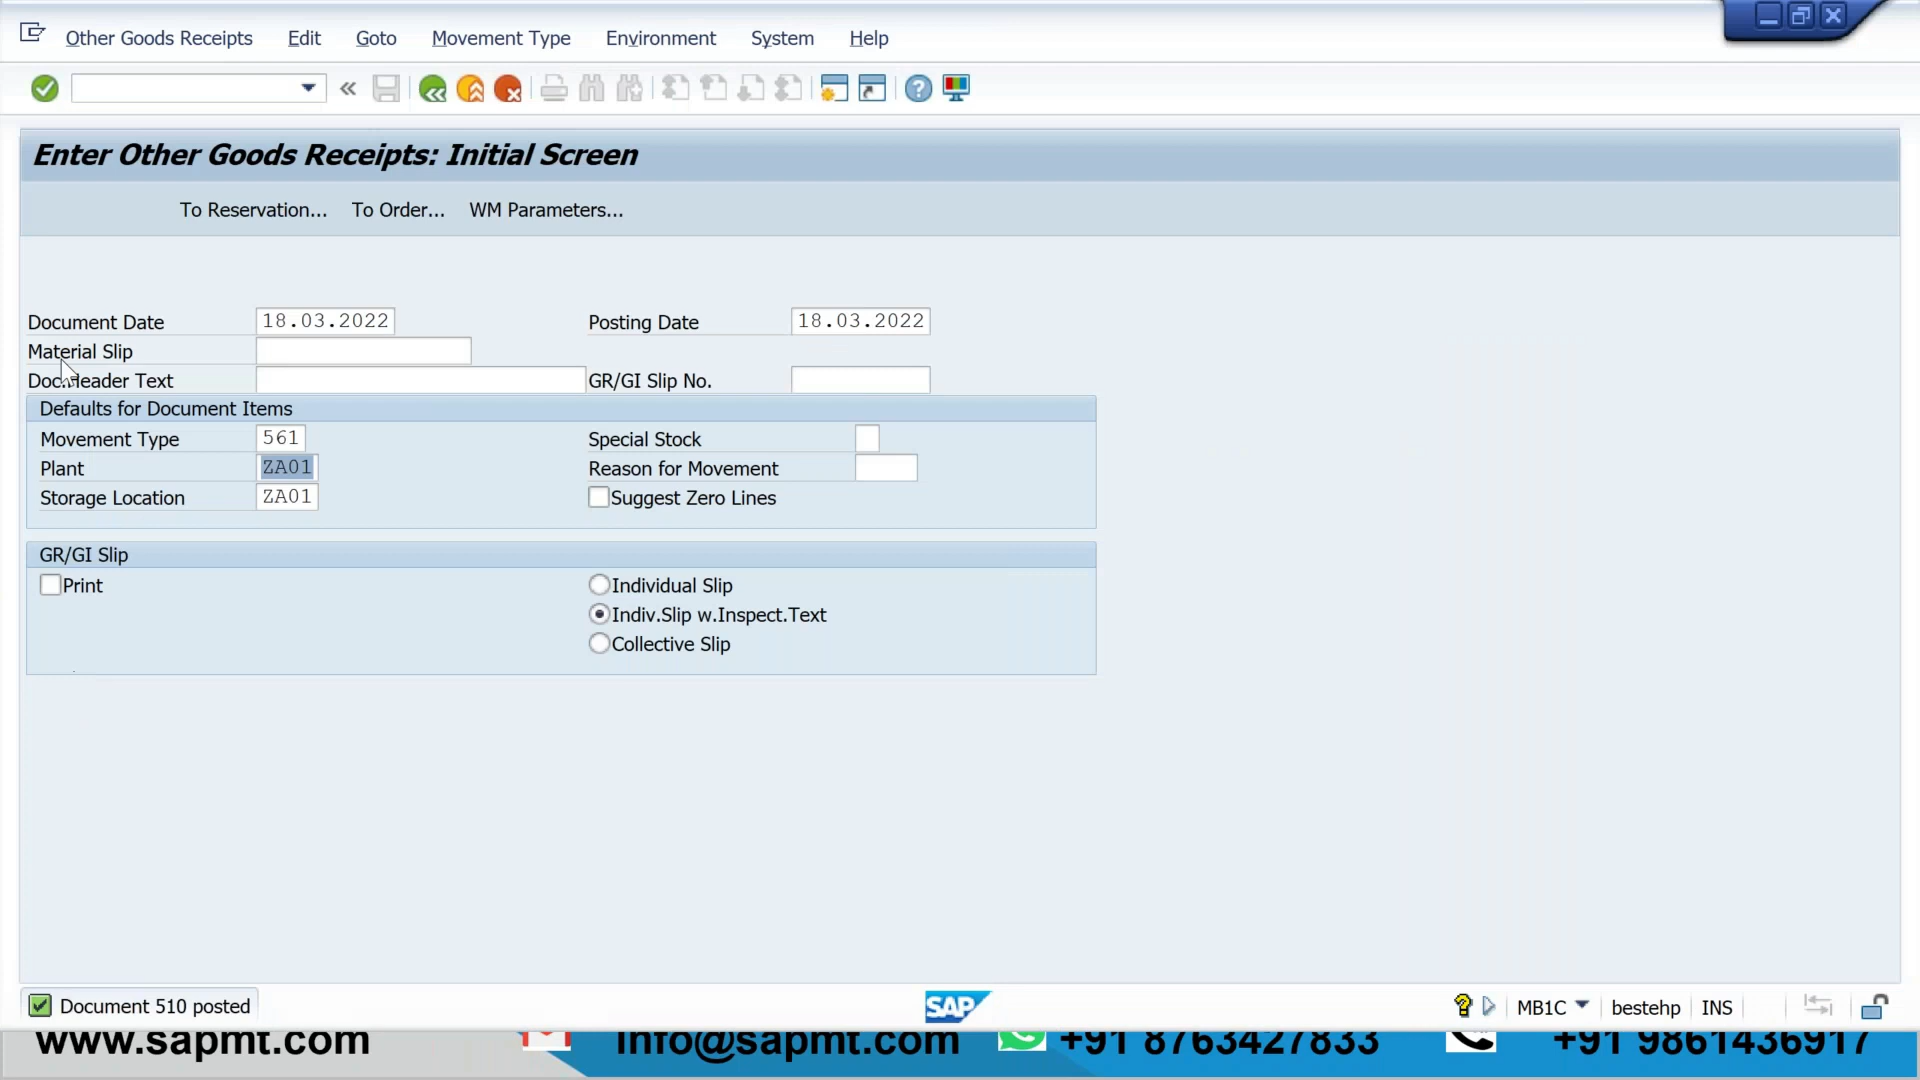 Other Goods Receipts Edit Goto Movement Type Environment System Help
Enter Other Goods Receipts: Initial Screen
To Reservation... To Order... WM Parameters...
Document Date 18.03.2022 Posting Date 18.03.2022
Material Slip
Doc.Header Text GR/GI Slip No.
Defaults for Document Items
Movement Type 561 Special Stock
Plant ZA01 Reason for Movement
Storage Location ZA01 Suggest Zero Lines
GR/GI Slip
Print Individual Slip
Indiv.Slip w.Inspect.Text
Collective Slip
Document 510 posted SAP MB1C bestehp INS
www.sapmt.com info@sapmt.com +91 8763427833 +91 9861436917